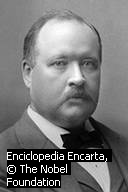 Enciclopedia Encarta,
© The Nobel
Foundation